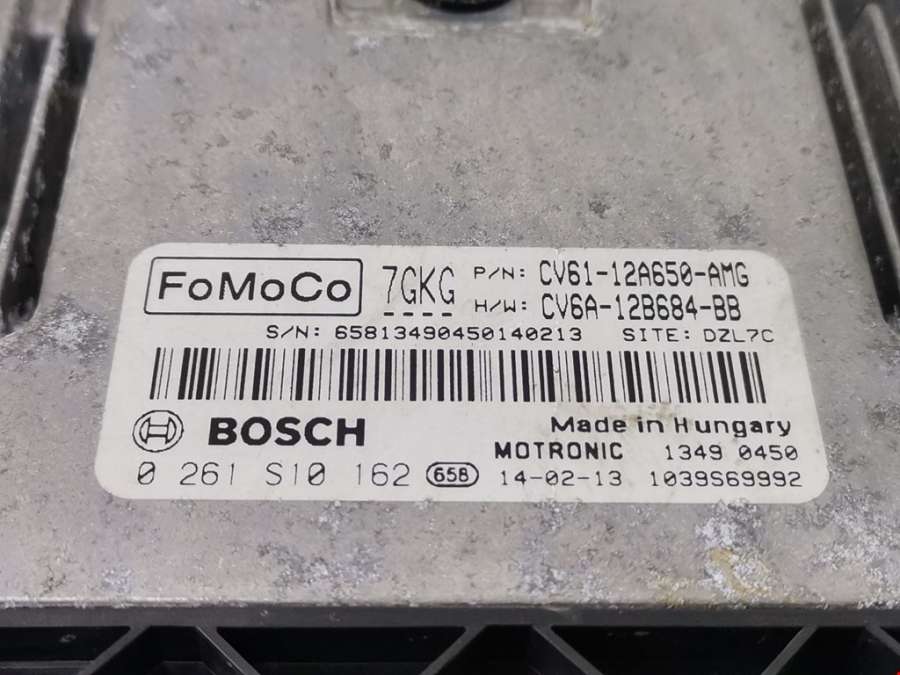 FoMoCo 7GKG P/N: CV61-12A650-AMG
H/W: CV6A-12B684-BB
S/N: 65813490450140213 SITE: DZL7C
BOSCH Made in Hungary
MOTRONIC 1349 0450
0 261 S10 162 658 14-02-13 1039S69992